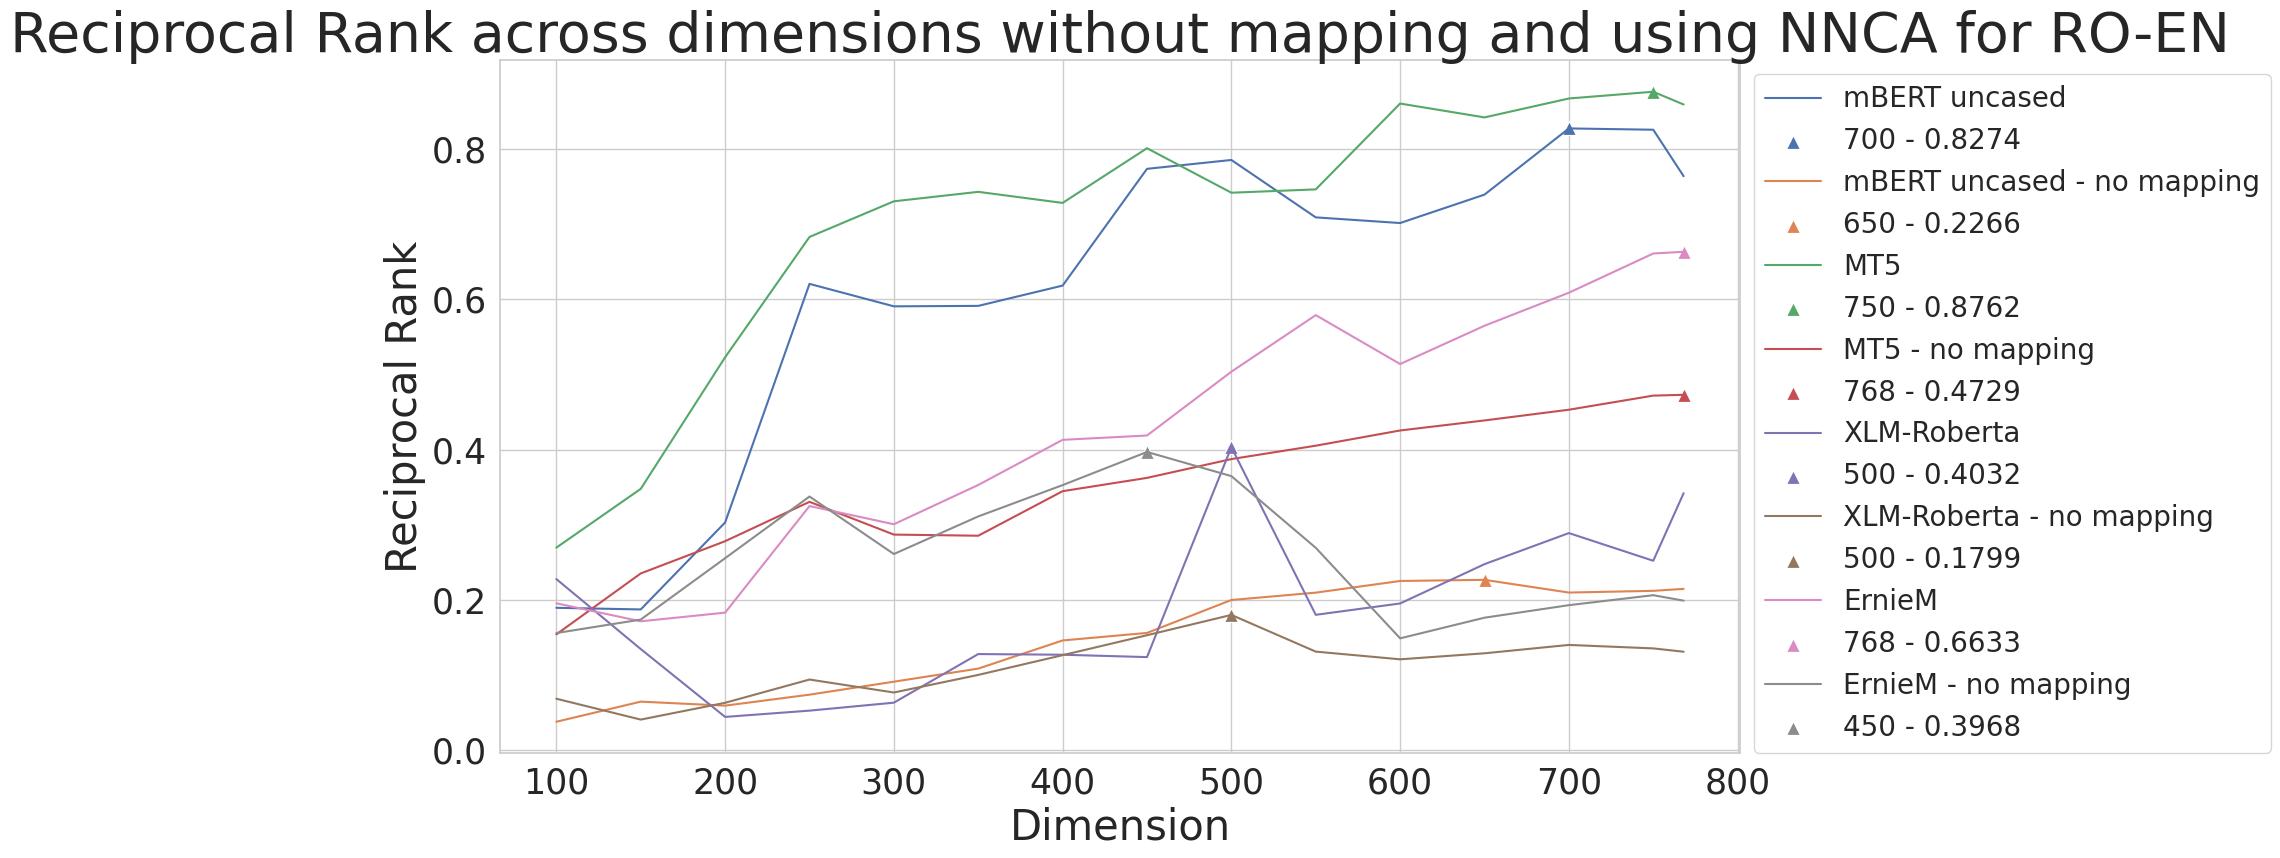 Reciprocal Rank across dimensions without mapping and using NNCA for RO-EN
Reciprocal Rank
0.8
0.6
0.4
0.2
0.0
100 200 300 400 500 600 700 800
Dimension
mBERT uncased
700 - 0.8274
mBERT uncased - no mapping
650 - 0.2266
MT5
750 - 0.8762
MT5 - no mapping
768 - 0.4729
XLM-Roberta
500 - 0.4032
XLM-Roberta - no mapping
500 - 0.1799
ErnieM
768 - 0.6633
ErnieM - no mapping
450 - 0.3968